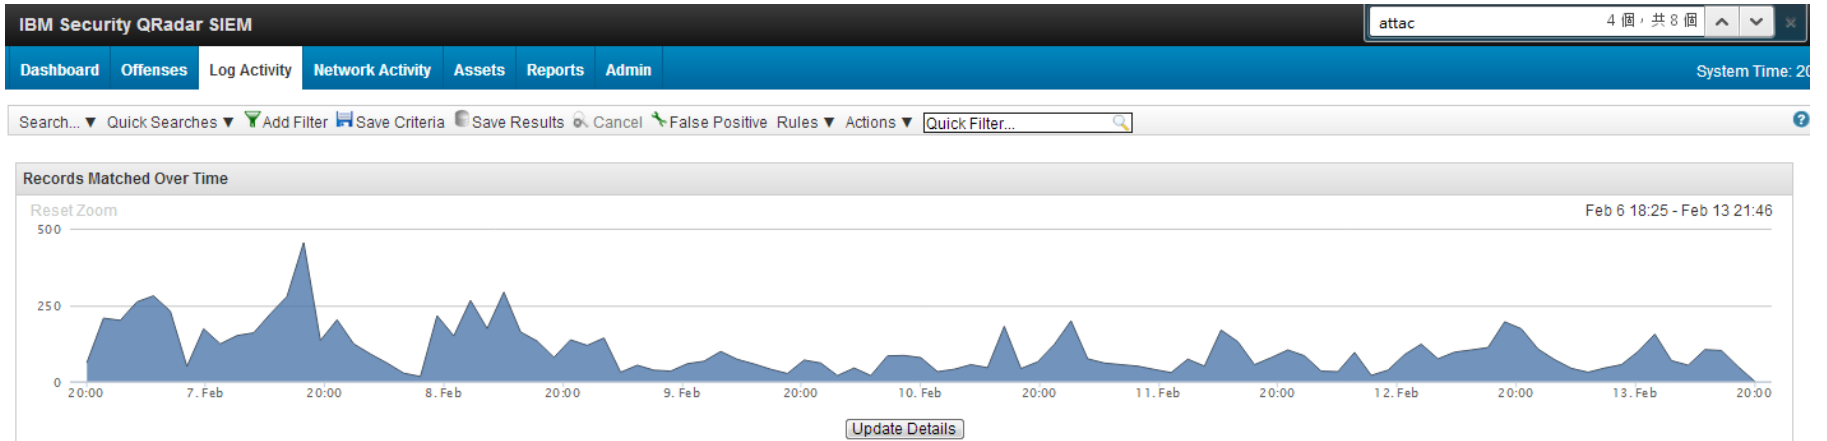 IBM Security QRadar SIEM
attac 4 個，共 8 個
Dashboard Offenses Log Activity Network Activity Assets Reports Admin
System Time: 20
Search... ▼ Quick Searches ▼ Add Filter Save Criteria Save Results Cancel False Positive Rules ▼ Actions ▼ Quick Filter...
Records Matched Over Time
Reset Zoom
Feb 6 18:25 - Feb 13 21:46
500
250
0
20:00 7. Feb 20:00 8. Feb 20:00 9. Feb 20:00 10. Feb 20:00 11. Feb 20:00 12. Feb 20:00 13. Feb 20:00
Update Details